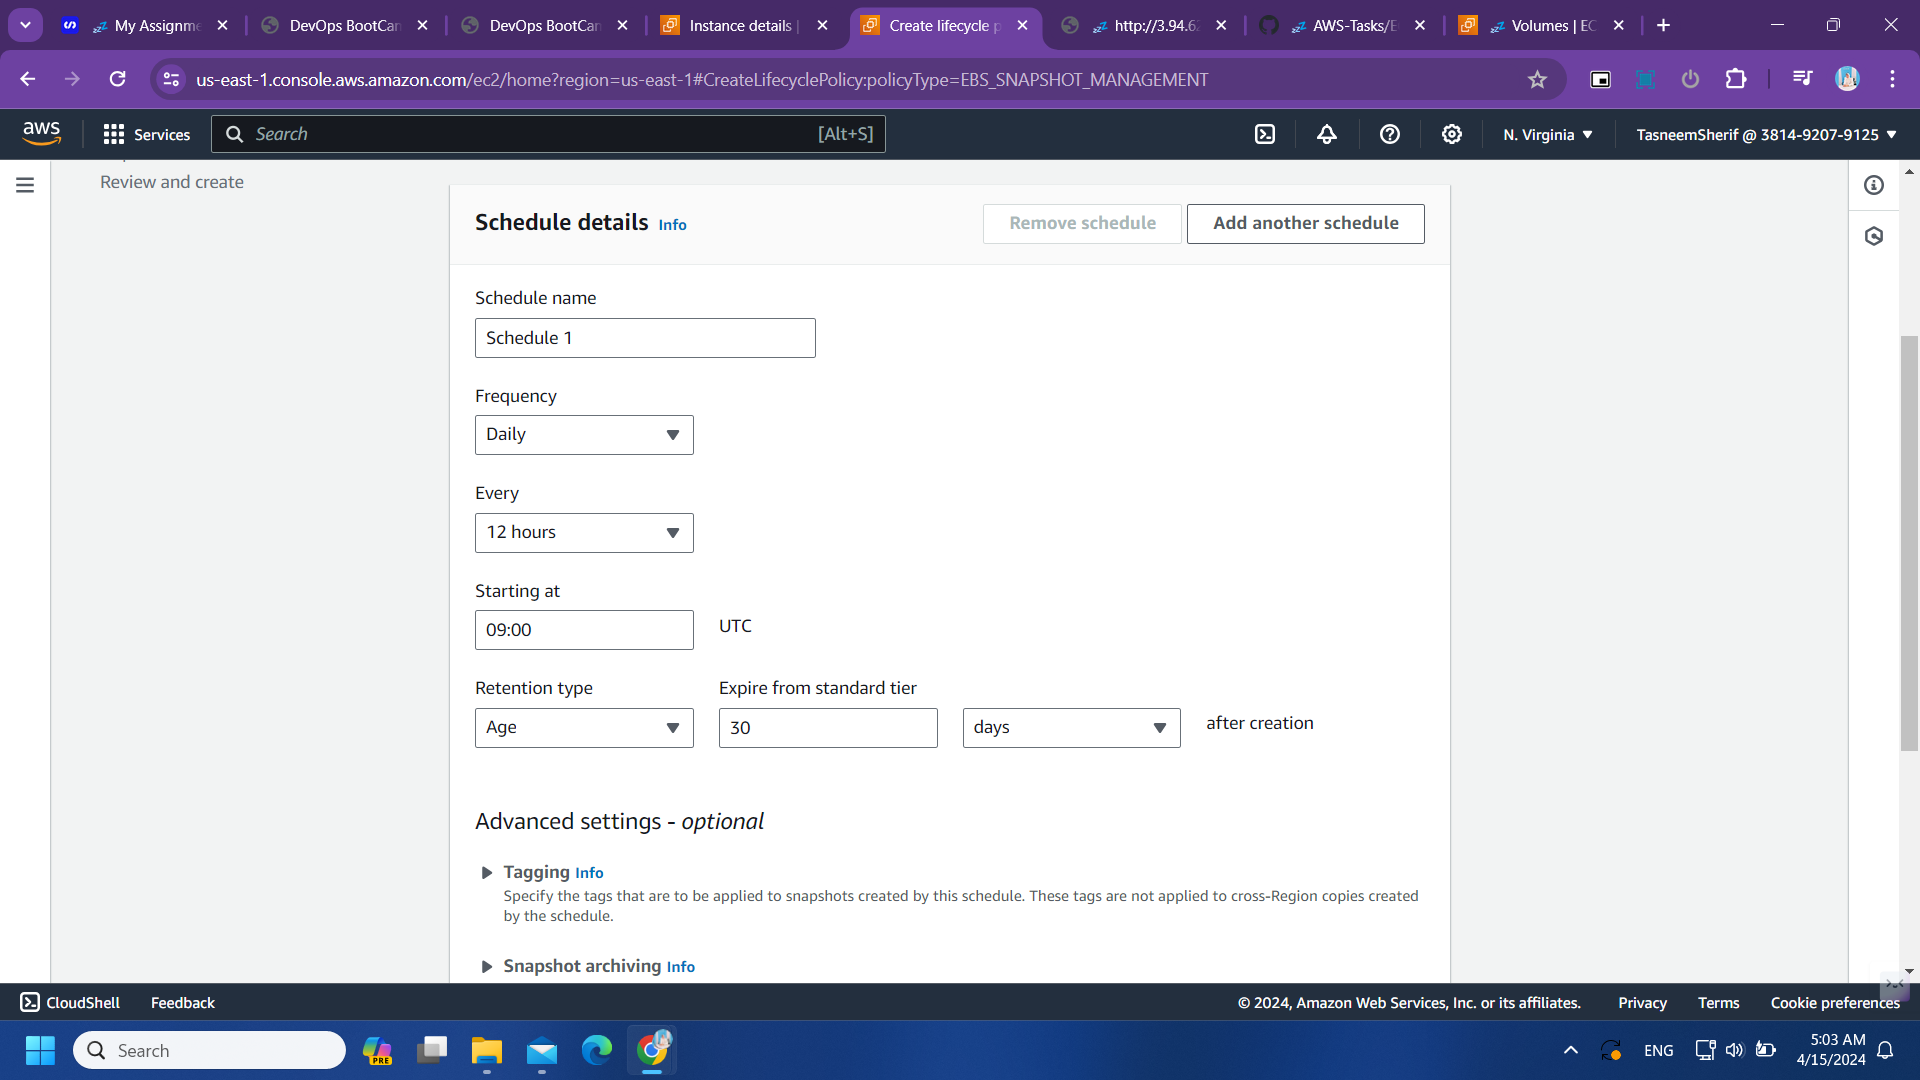 My Assignme
DevOps BootCan
DevOps BootCan
Instance details |
Create lifecycle p
http://3.94.62
AWS-Tasks/E
Volumes | EC
us-east-1.console.aws.amazon.com/ec2/home?region=us-east-1#CreateLifecyclePolicy:policyType=EBS_SNAPSHOT_MANAGEMENT
aws
Services
Search
[Alt+S]
N. Virginia
TasneemSherif @ 3814-9207-9125
Review and create
Schedule details Info
Remove schedule
Add another schedule
Schedule name
Schedule 1
Frequency
Daily
Every
12 hours
Starting at
09:00
UTC
Retention type
Expire from standard tier
Age
30
days
after creation
Advanced settings - optional
Tagging Info
Specify the tags that are to be applied to snapshots created by this schedule. These tags are not applied to cross-Region copies created
by the schedule.
Snapshot archiving Info
CloudShell
Feedback
© 2024, Amazon Web Services, Inc. or its affiliates.
Privacy
Terms
Cookie preferences
Search
PRE
ENG
5:03 AM
4/15/2024